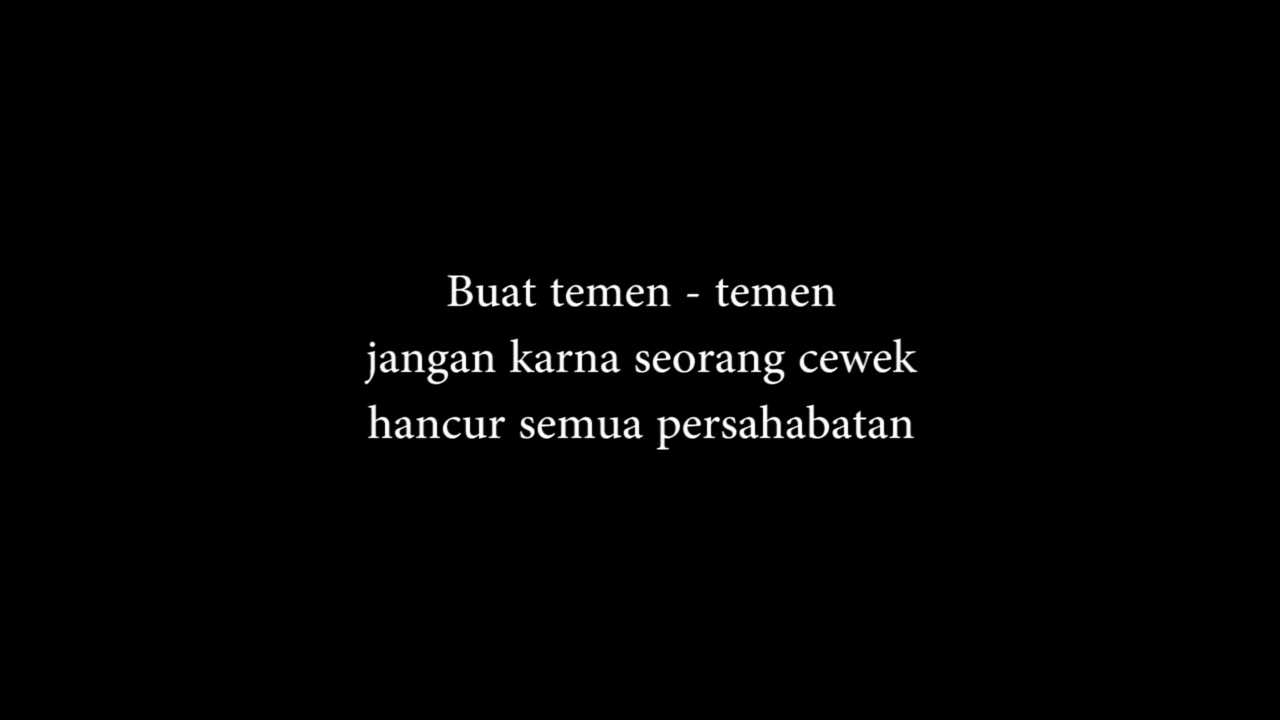 Buat temen - temen
jangan karna seorang cewek
hancur semua persahabatan